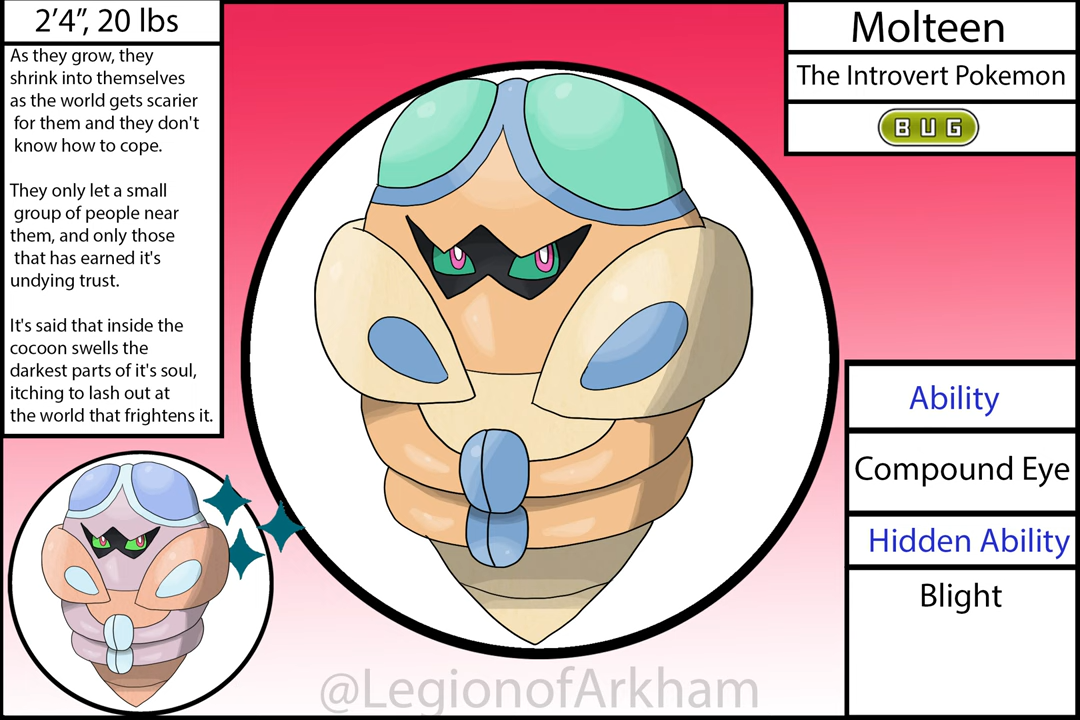 2’4”, 20 lbs
As they grow, they
shrink into themselves
as the world gets scarier
for them and they don't
know how to cope.
They only let a small
group of people near
them, and only those
that has earned it's
undying trust.
It's said that inside the
cocoon swells the
darkest parts of it's soul,
itching to lash out at
the world that frightens it.
Molteen
The Introvert Pokemon
BUG
Ability
Compound Eye
Hidden Ability
Blight
@LegionofArkham